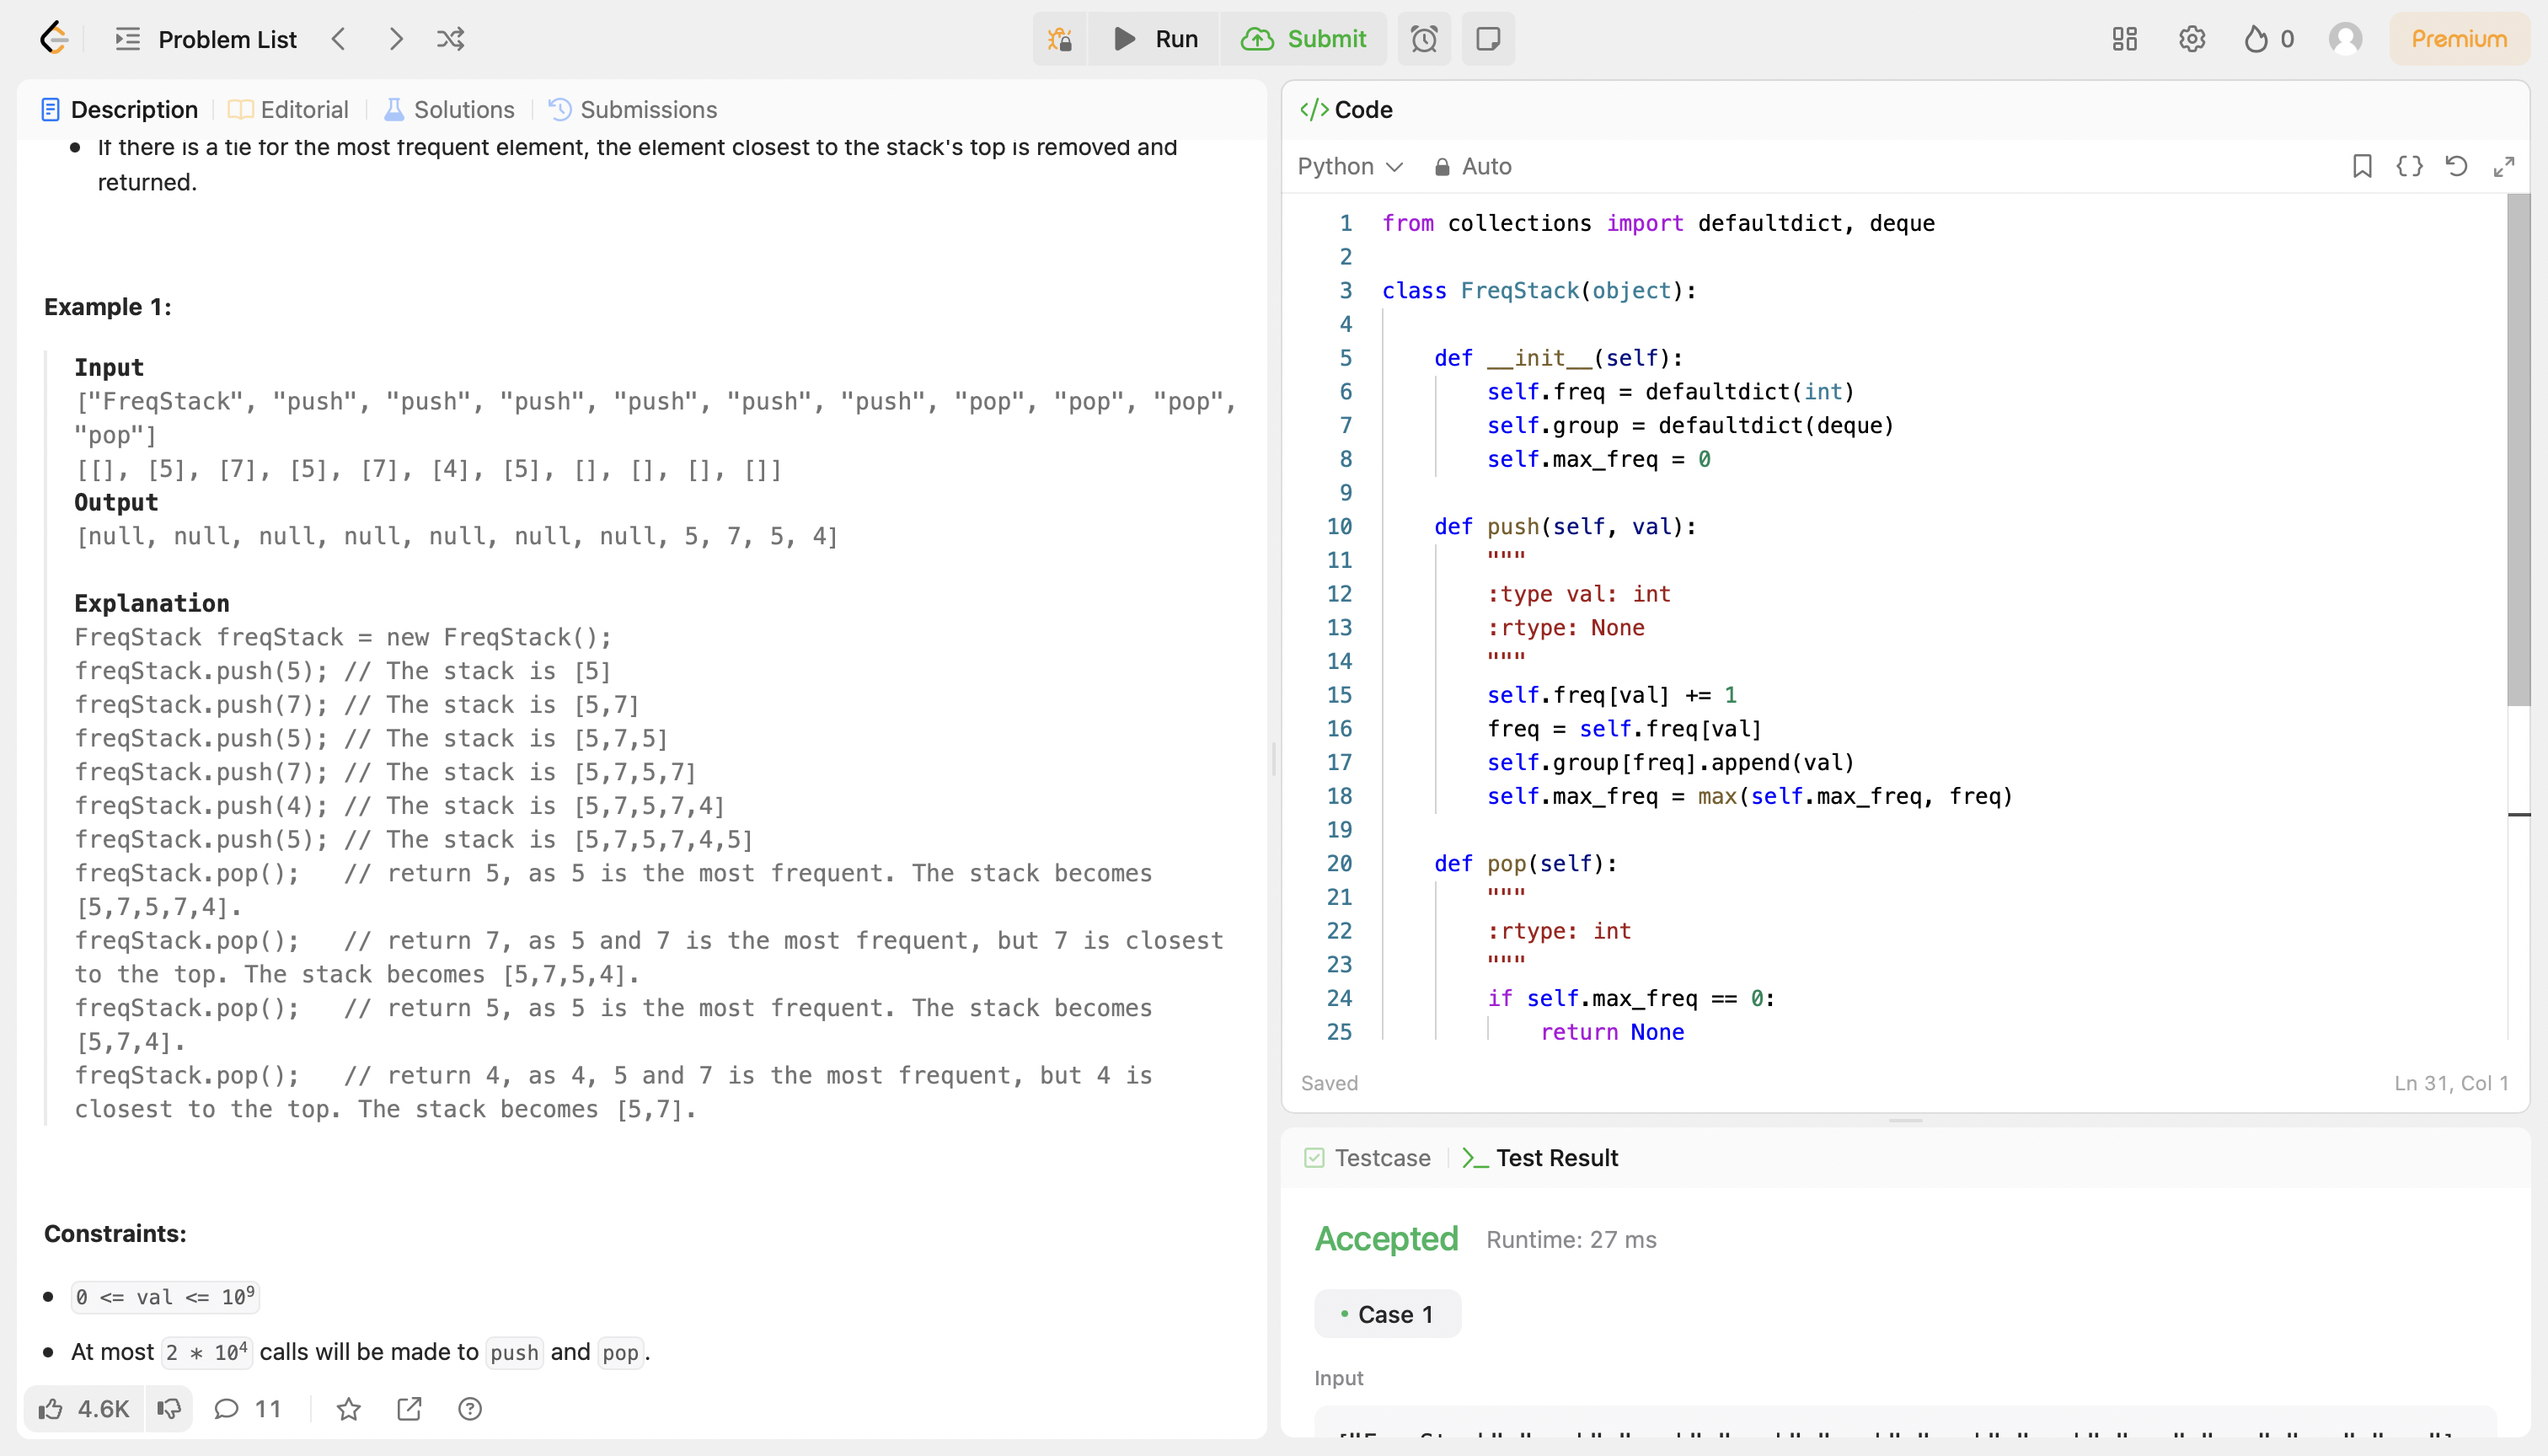 Problem List
Run
Submit
0
Premium
Description
Editorial
Solutions
Submissions
If there is a tie for the most frequent element, the element closest to the stack's top is removed and
returned.
Example 1:
Input
["FreqStack", "push", "push", "push", "push", "push", "push", "pop", "pop", "pop",
"pop"]
[[], [5], [7], [5], [7], [4], [5], [], [], [], []]
Output
[null, null, null, null, null, null, null, 5, 7, 5, 4]
Explanation
FreqStack freqStack = new FreqStack();
freqStack.push(5); // The stack is [5]
freqStack.push(7); // The stack is [5,7]
freqStack.push(5); // The stack is [5,7,5]
freqStack.push(7); // The stack is [5,7,5,7]
freqStack.push(4); // The stack is [5,7,5,7,4]
freqStack.push(5); // The stack is [5,7,5,7,4,5]
freqStack.pop();   // return 5, as 5 is the most frequent. The stack becomes
[5,7,5,7,4].
freqStack.pop();   // return 7, as 5 and 7 is the most frequent, but 7 is closest
to the top. The stack becomes [5,7,5,4].
freqStack.pop();   // return 5, as 5 is the most frequent. The stack becomes
[5,7,4].
freqStack.pop();   // return 4, as 4, 5 and 7 is the most frequent, but 4 is
closest to the top. The stack becomes [5,7].
Constraints:
0 <= val <= 10⁹
At most 2 * 10⁴ calls will be made to push and pop.
4.6K
11
</> Code
Python
Auto
1 from collections import defaultdict, deque
2
3 class FreqStack(object):
4
5     def __init__(self):
6         self.freq = defaultdict(int)
7         self.group = defaultdict(deque)
8         self.max_freq = 0
9
10     def push(self, val):
11         """
12         :type val: int
13         :rtype: None
14         """
15         self.freq[val] += 1
16         freq = self.freq[val]
17         self.group[freq].append(val)
18         self.max_freq = max(self.max_freq, freq)
19
20     def pop(self):
21         """
22         :rtype: int
23         """
24         if self.max_freq == 0:
25             return None
Saved
Ln 31, Col 1
Testcase
Test Result
Accepted
Runtime: 27 ms
Case 1
Input